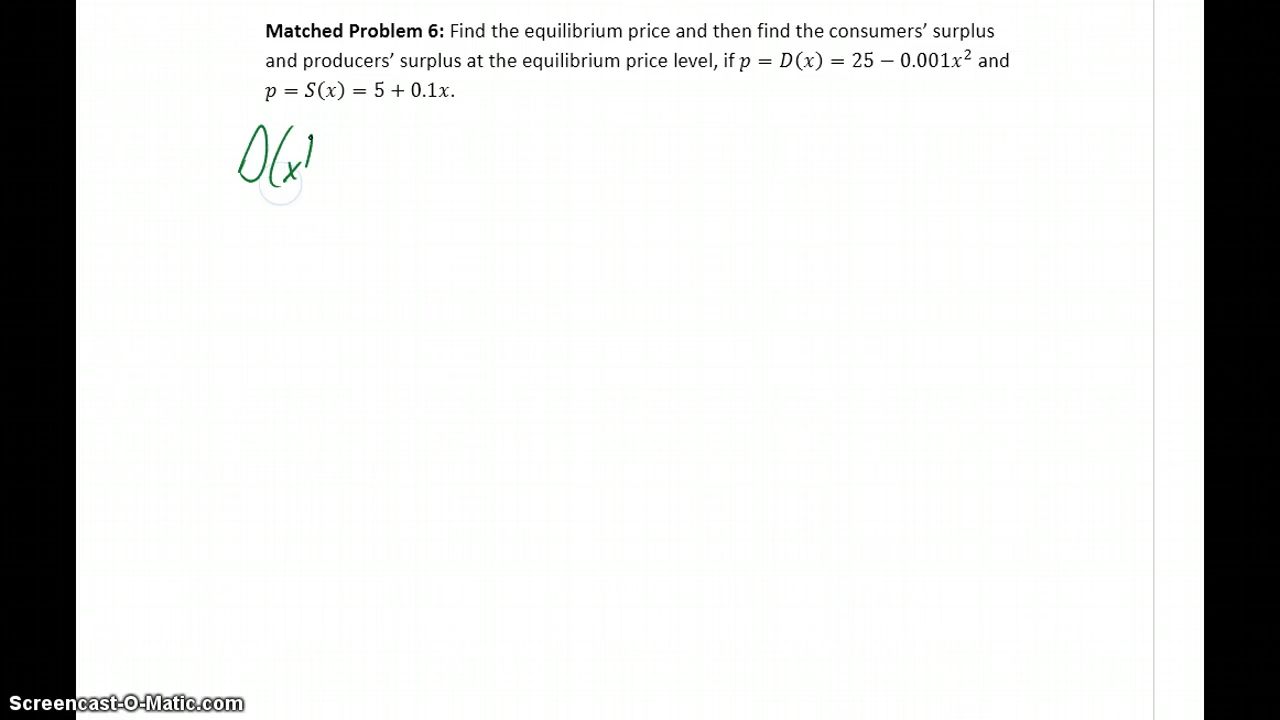 Matched Problem 6: Find the equilibrium price and then find the consumers’ surplus
and producers’ surplus at the equilibrium price level, if p = D(x) = 25 − 0.001x² and
p = S(x) = 5 + 0.1x.
D(x)
Screencast-O-Matic.com